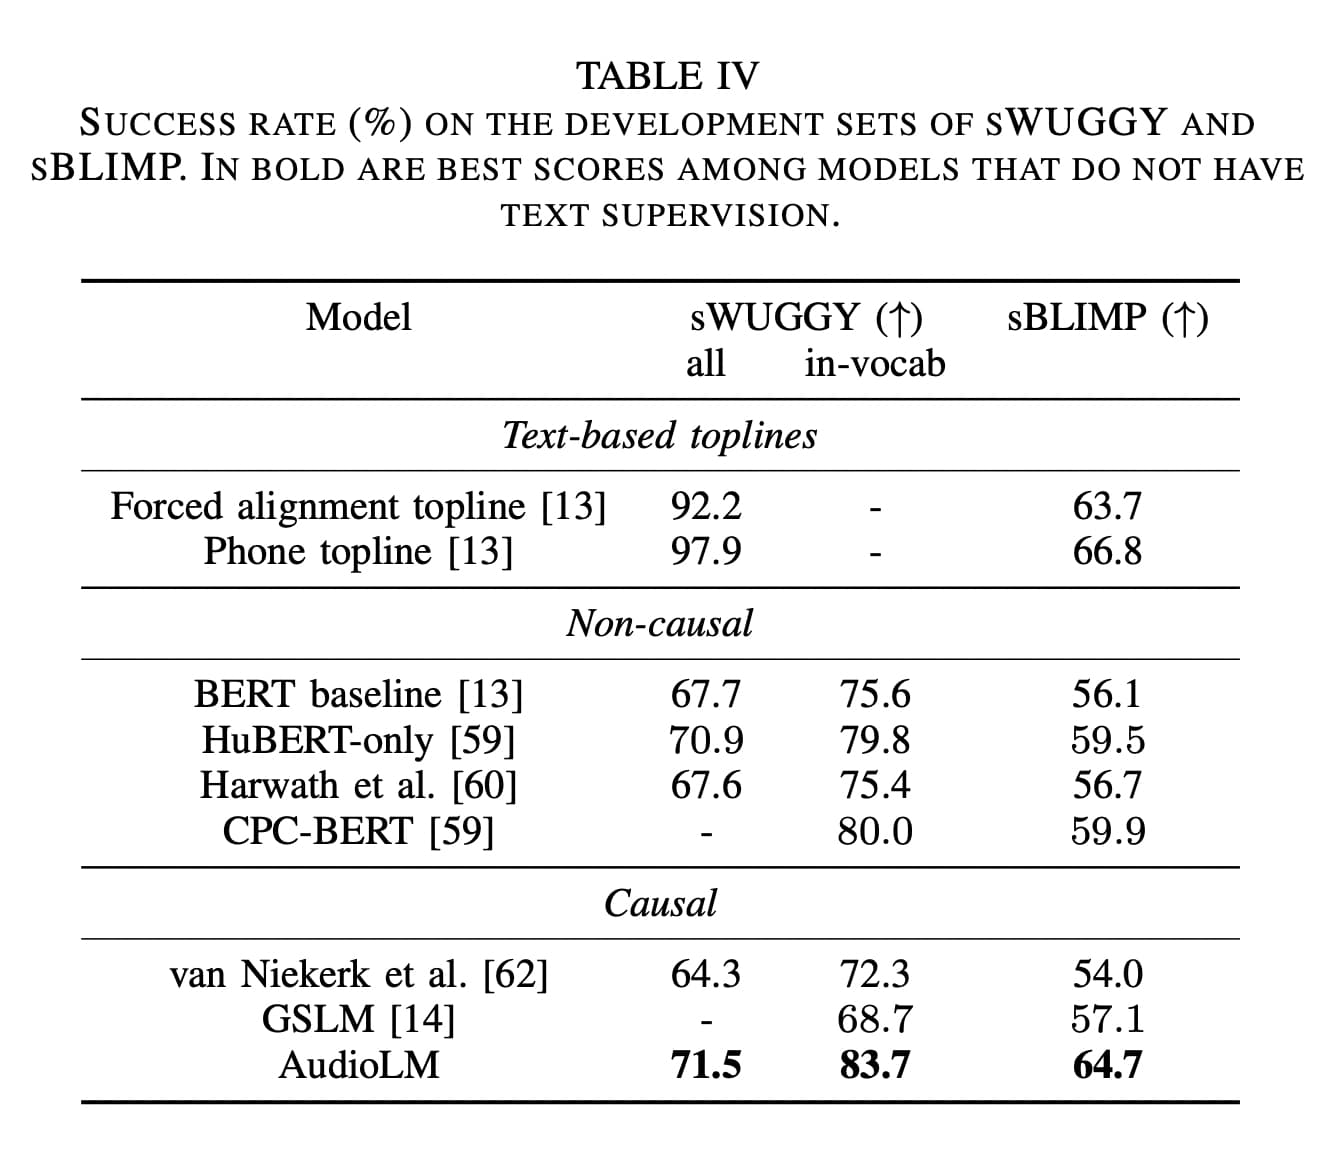 TABLE IV
SUCCESS RATE (%) ON THE DEVELOPMENT SETS OF SWUGGY AND
SBLIMP. IN BOLD ARE BEST SCORES AMONG MODELS THAT DO NOT HAVE
TEXT SUPERVISION.
Model sWUGGY (↑) sBLIMP (↑)
all in-vocab
Text-based toplines
Forced alignment topline [13] 92.2 - 63.7
Phone topline [13] 97.9 - 66.8
Non-causal
BERT baseline [13] 67.7 75.6 56.1
HuBERT-only [59] 70.9 79.8 59.5
Harwath et al. [60] 67.6 75.4 56.7
CPC-BERT [59] - 80.0 59.9
Causal
van Niekerk et al. [62] 64.3 72.3 54.0
GSLM [14] - 68.7 57.1
AudioLM 71.5 83.7 64.7